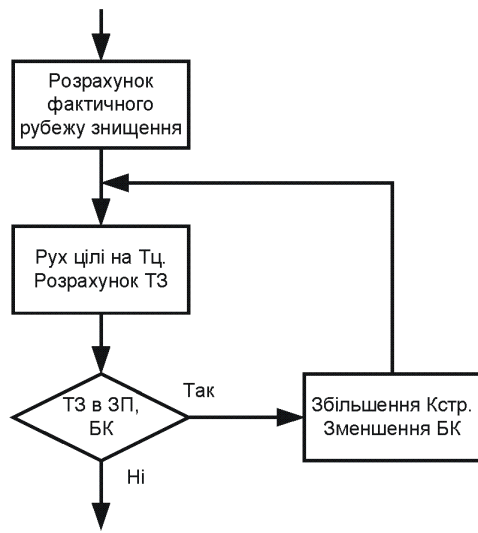 Розрахунок
фактичного
рубежу знищення
Рух цілі на Тц.
Розрахунок ТЗ
ТЗ в ЗП,
БК
Так
Збільшення Кстр.
Зменшення БК
Ні